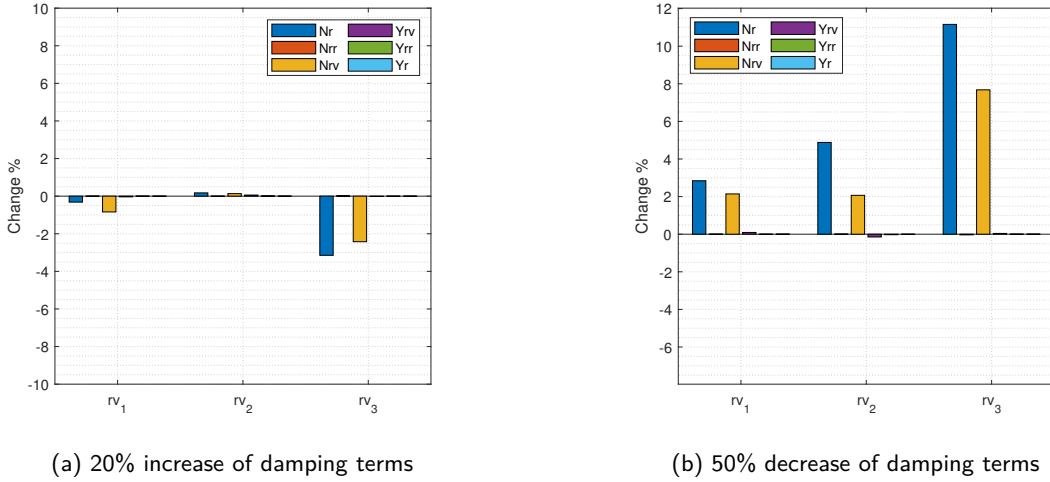 10
8
6
4
2
0
-2
-4
-6
-8
-10
Change %
Nr
Nrr
Nrv
Yrv
Yrr
Yr
rv1
rv2
rv3
(a) 20% increase of damping terms
12
10
8
6
4
2
0
-2
-4
-6
Change %
Nr
Nrr
Nrv
Yrv
Yrr
Yr
rv1
rv2
rv3
(b) 50% decrease of damping terms